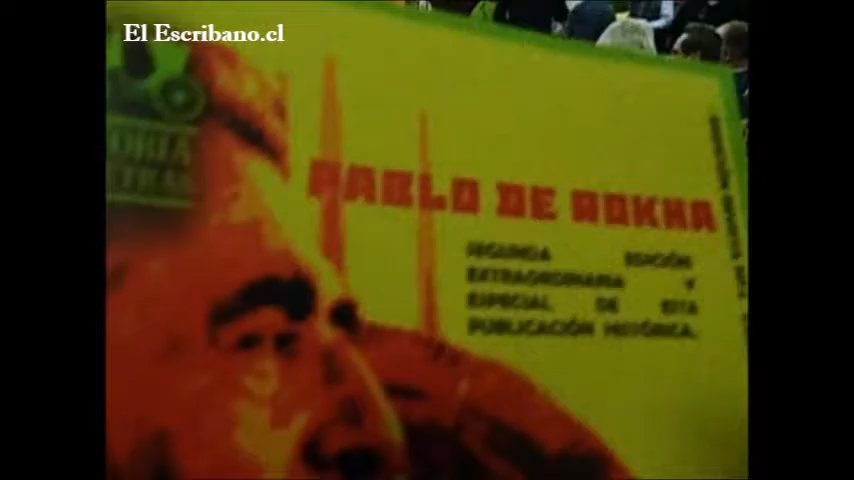 El Escribano.cl
PABLO DE ROKHA
SEGUNDA EDICIÓN
EXTRAORDINARIA Y
ESPECIAL DE ESTA
PUBLICACIÓN HISTÓRICA.